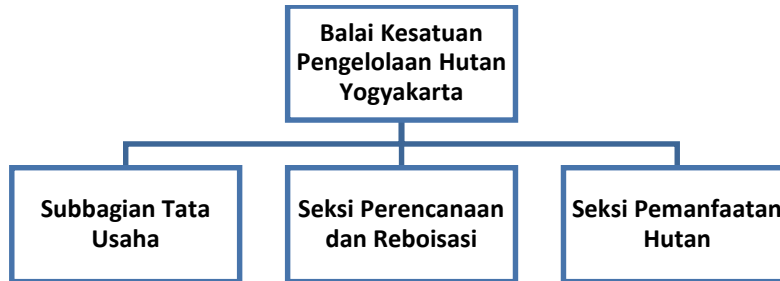 Balai Kesatuan
Pengelolaan Hutan
Yogyakarta
Subbagian Tata
Usaha
Seksi Perencanaan
dan Reboisasi
Seksi Pemanfaatan
Hutan